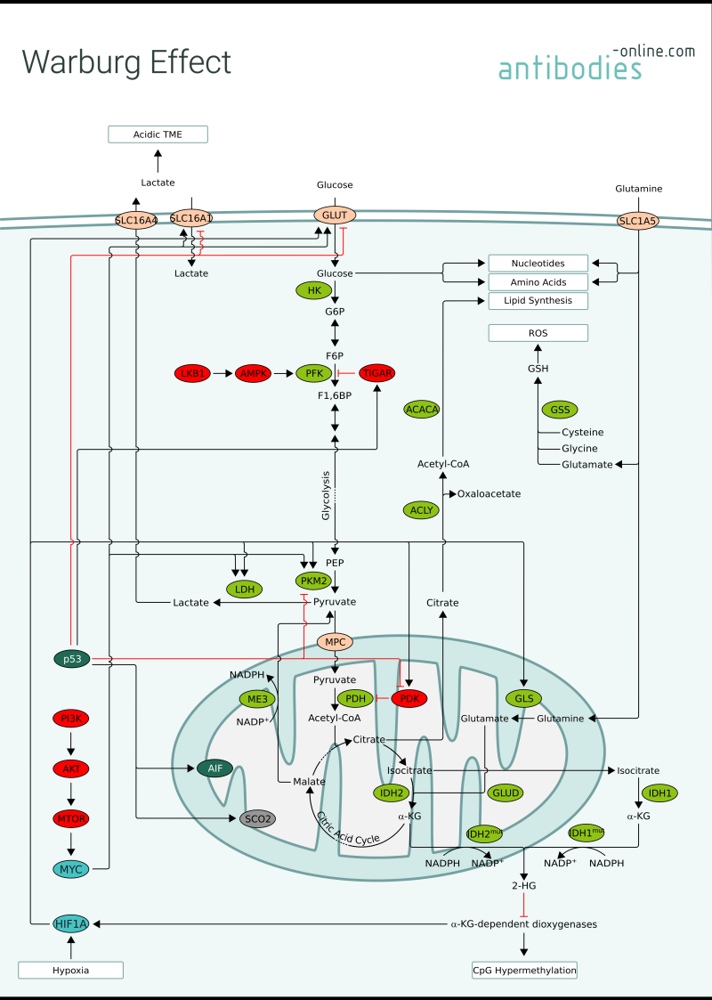 Warburg Effect
antibodies
-online.com
Acidic TME
Lactate
Glucose
Glutamine
SLC16A4
SLC16A1
GLUT
SLC1A5
Lactate
Glucose
Nucleotides
Amino Acids
Lipid Synthesis
HK
G6P
ROS
F6P
GSH
LKB1
AMPK
PFK
TIGAR
F1,6BP
ACACA
GSS
Cysteine
Glycine
Glutamate
Acetyl-CoA
Glycolysis
Oxaloacetate
ACLY
PEP
LDH
PKM2
Lactate
Pyruvate
Citrate
MPC
p53
NADPH
Pyruvate
ME3
PDH
PDK
GLS
NADP+
Acetyl-CoA
Glutamate
Glutamine
PI3K
Citrate
AKT
AIF
Isocitrate
Isocitrate
Malate
IDH2
GLUD
IDH1
MTOR
SCO2
α-KG
α-KG
Citric Acid Cycle
IDH2mut
IDH1mut
MYC
NADPH
NADP+
NADP+
NADPH
2-HG
HIF1A
α-KG-dependent dioxygenases
Hypoxia
CpG Hypermethylation